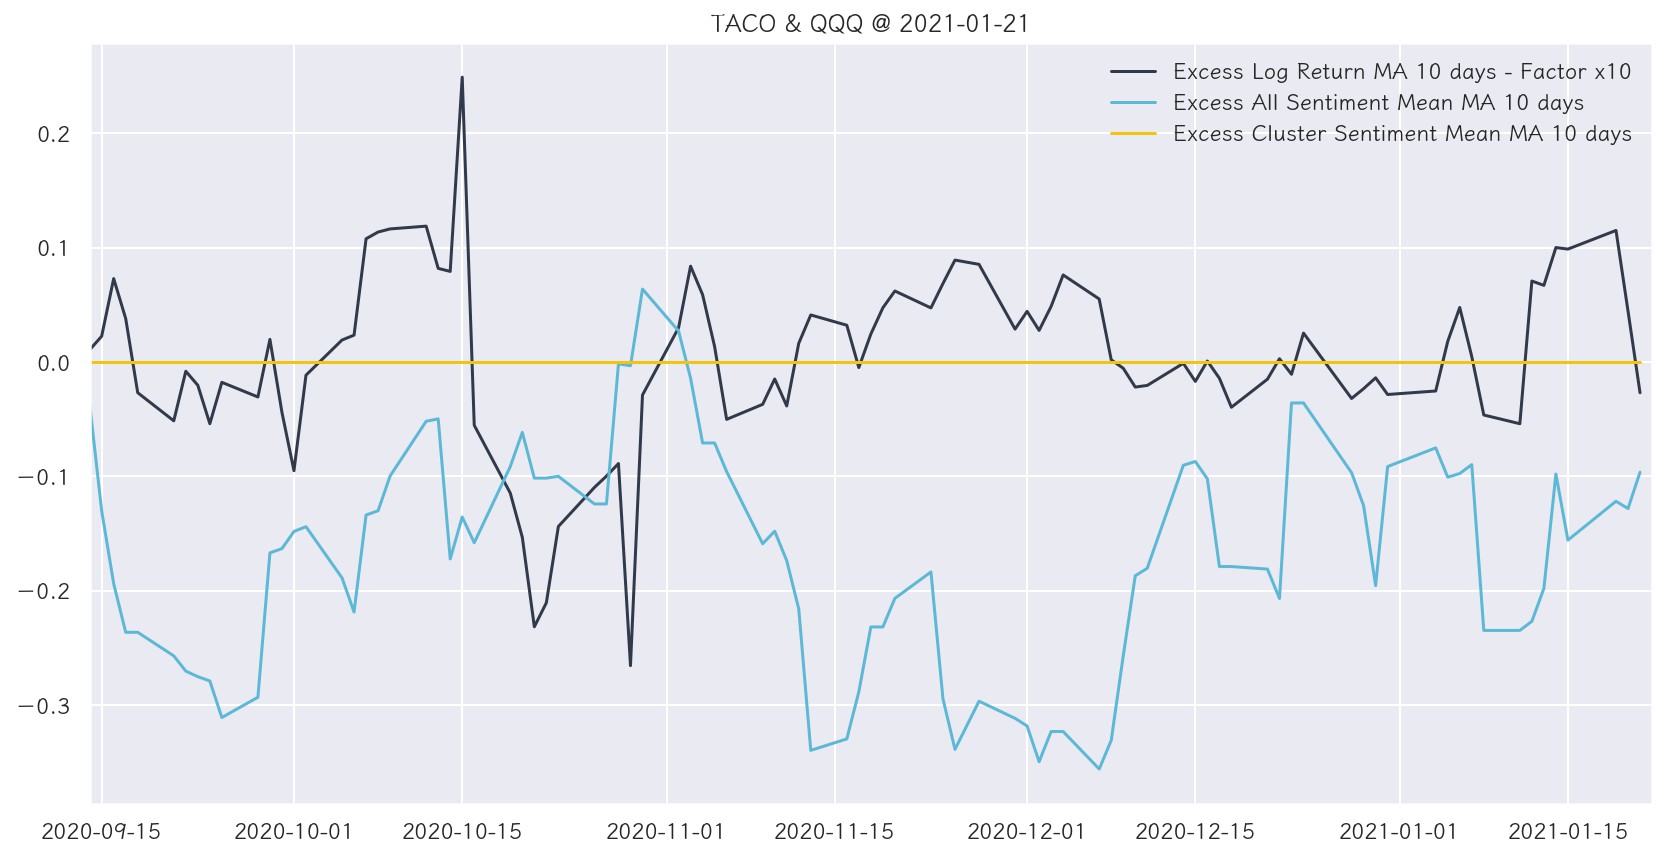 TACO & QQQ @ 2021-01-21
Excess Log Return MA 10 days - Factor x10
Excess All Sentiment Mean MA 10 days
Excess Cluster Sentiment Mean MA 10 days
0.2
0.1
0.0
−0.1
−0.2
−0.3
2020-09-15 2020-10-01 2020-10-15 2020-11-01 2020-11-15 2020-12-01 2020-12-15 2021-01-01 2021-01-15